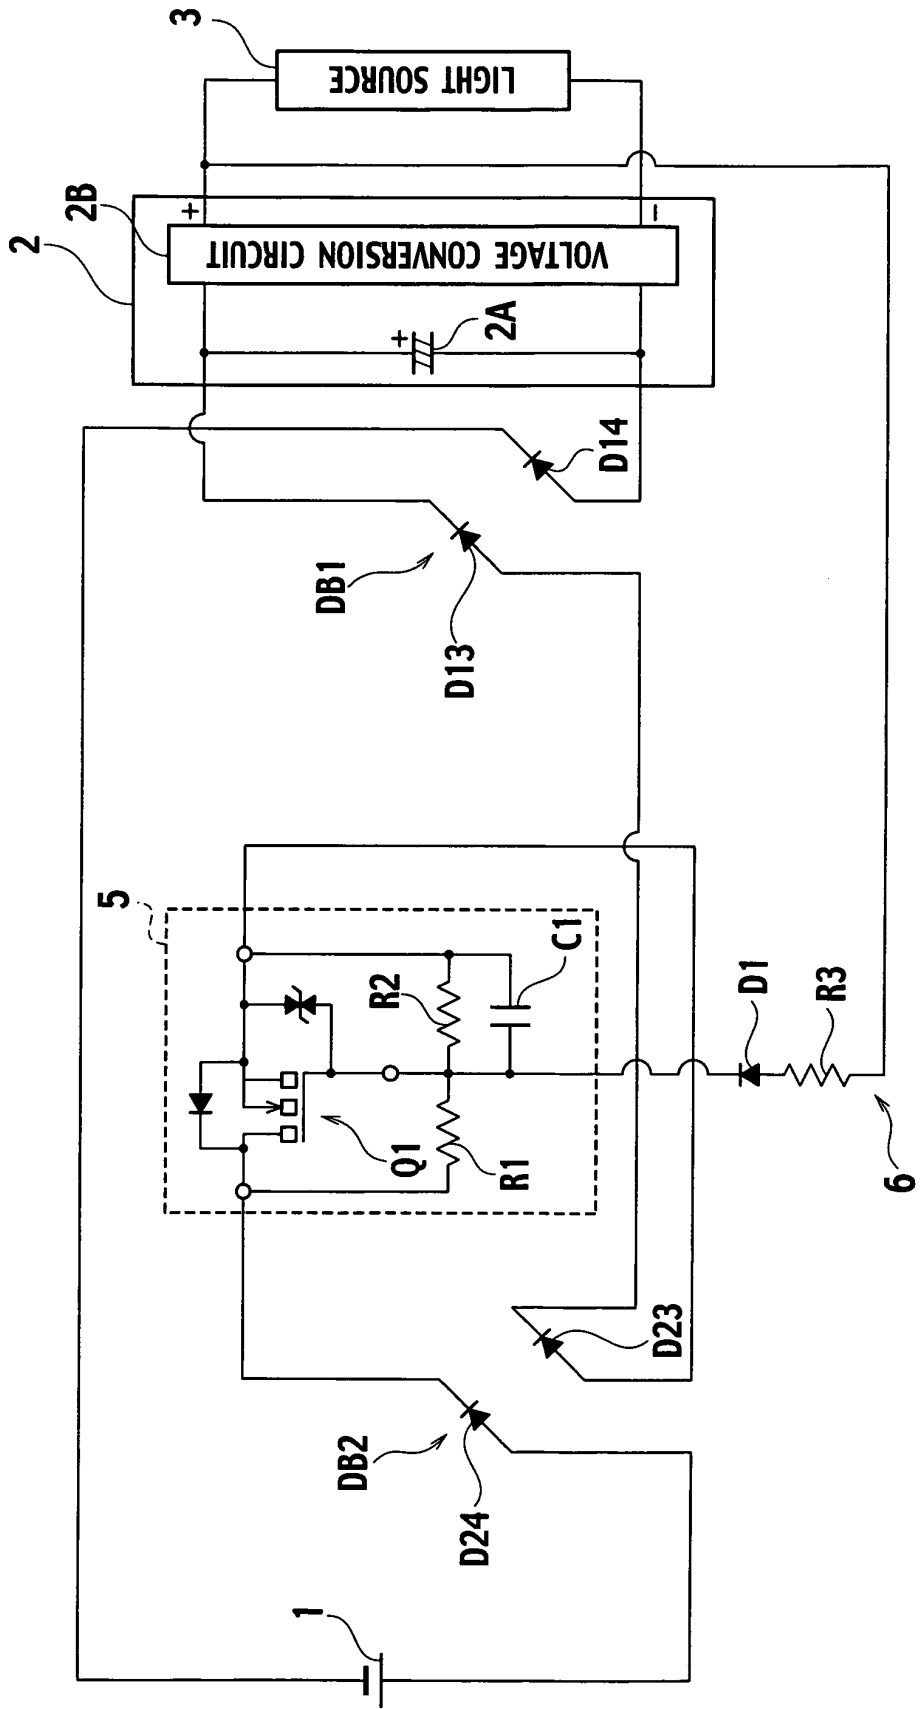 1
DB2
D24
D23
5
Q1
R1
R2
C1
D1
R3
6
DB1
D13
D14
2
2B
2A
+
VOLTAGE CONVERSION CIRCUIT
+
−
3
LIGHT SOURCE